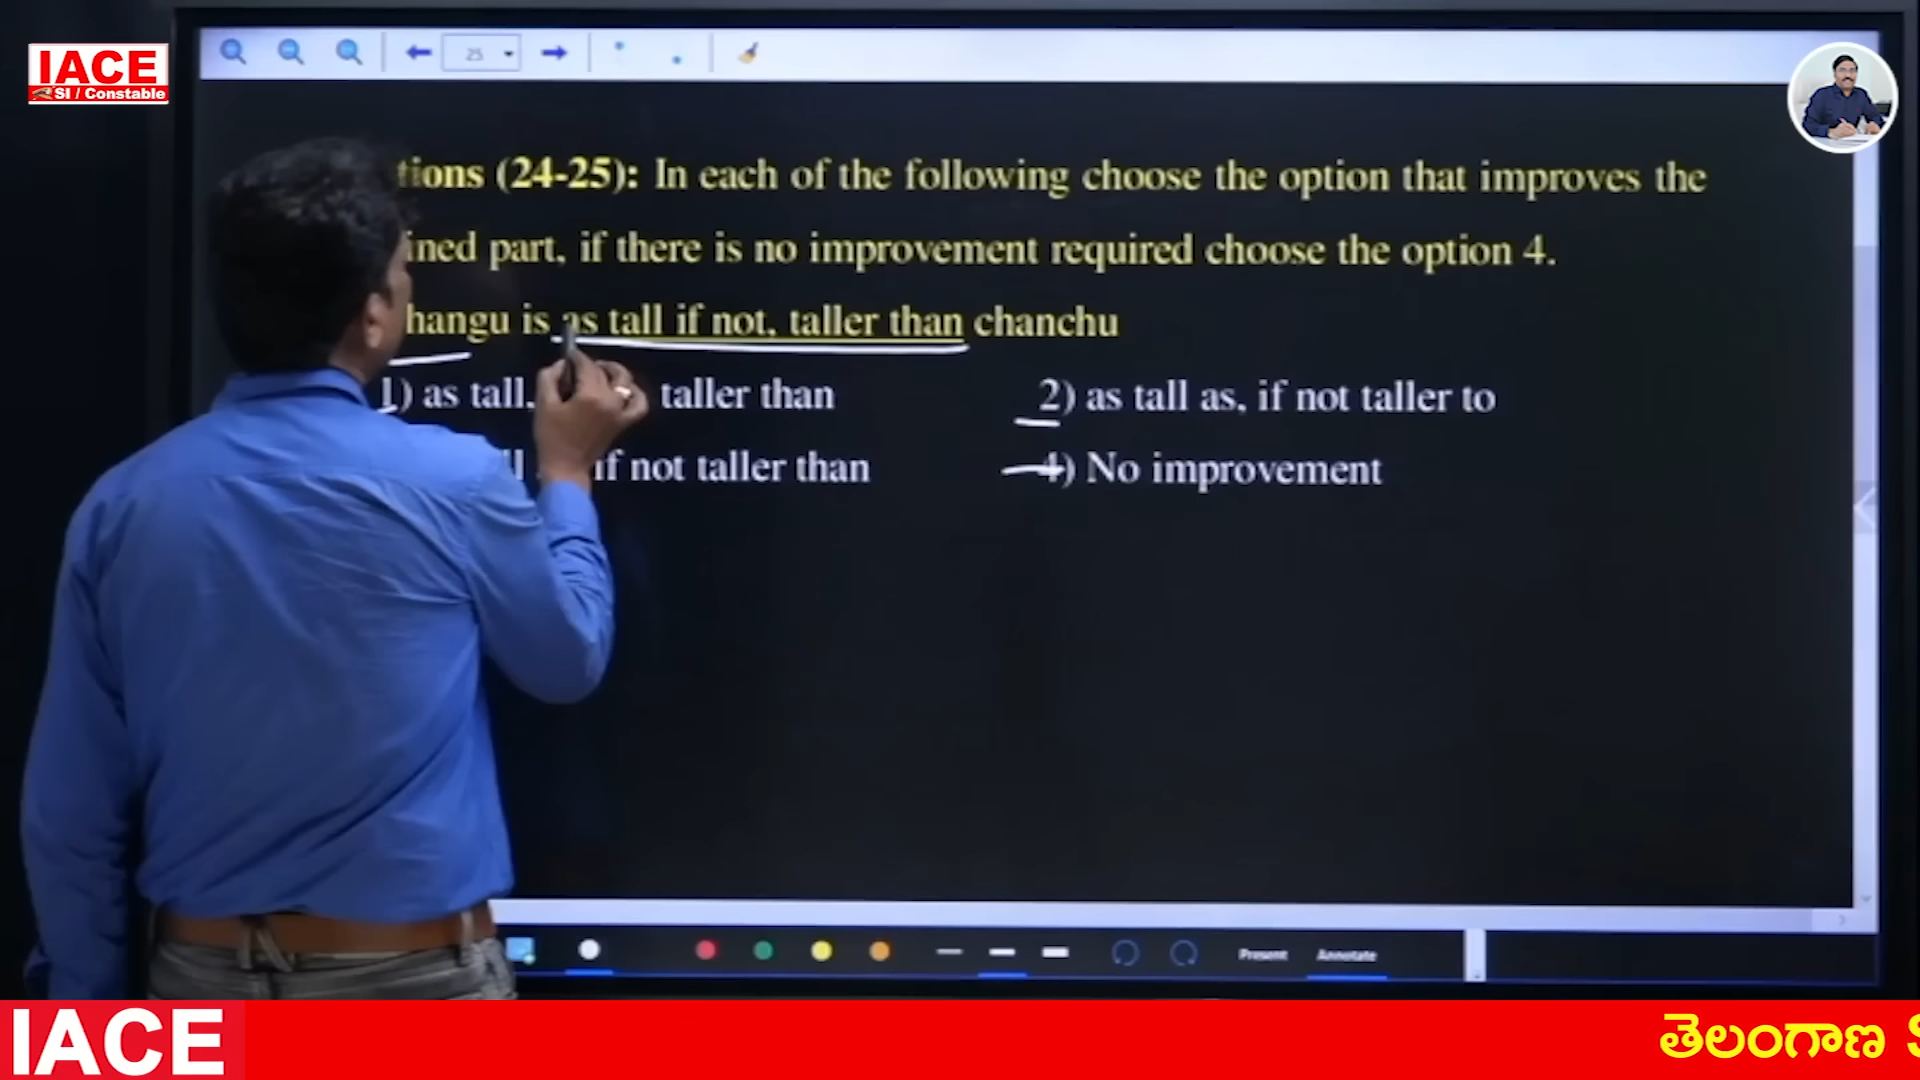 IACE
SI / Constable
25
tions (24-25): In each of the following choose the option that improves the
ined part, if there is no improvement required choose the option 4.
hangu is as tall if not, taller than chanchu
1) as tall, taller than
2) as tall as, if not taller to
if not taller than
4) No improvement
Present Annotate
IACE
తెలంగాణ S